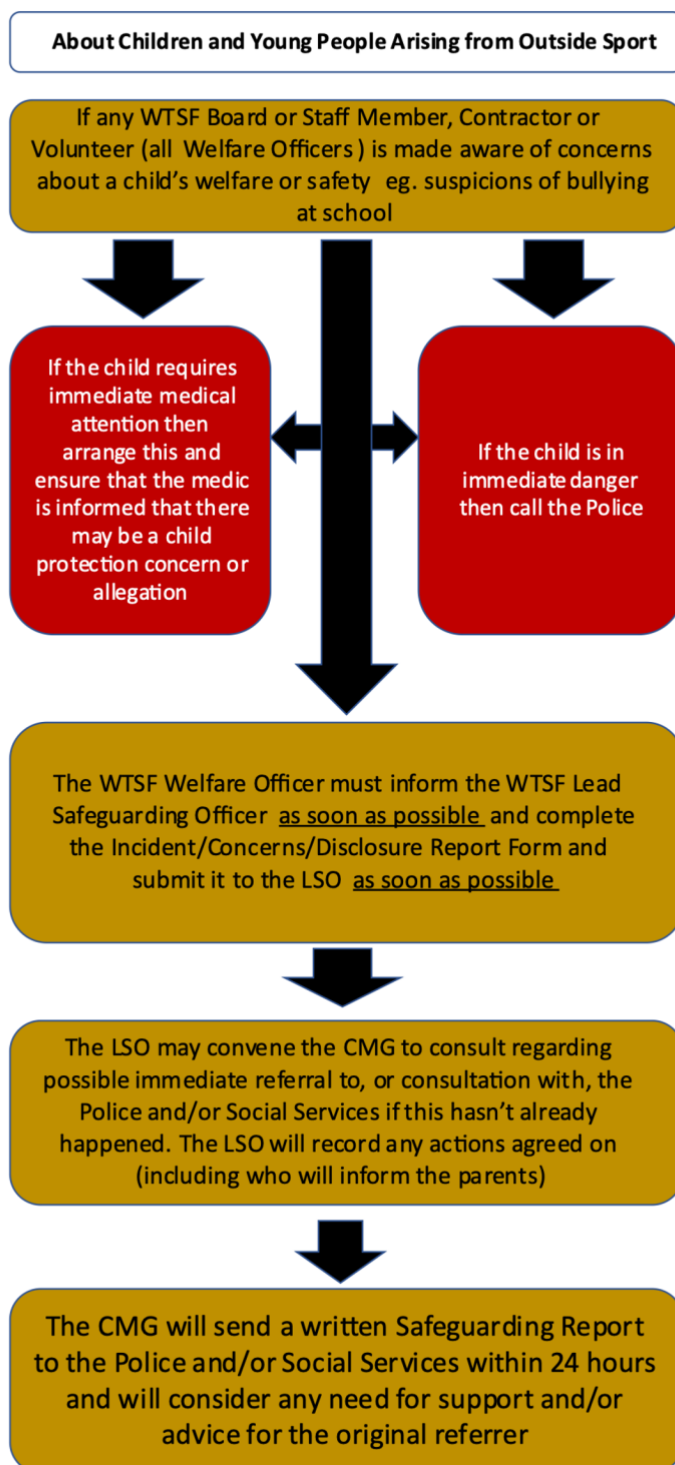 About Children and Young People Arising from Outside Sport
If any WTSF Board or Staff Member, Contractor or
Volunteer (all Welfare Officers ) is made aware of concerns
about a child's welfare or safety eg. suspicions of bullying
at school
If the child requires
immediate medical
attention then
arrange this and
ensure that the medic
is informed that there
may be a child
protection concern or
allegation
If the child is in
immediate danger
then call the Police
The WTSF Welfare Officer must inform the WTSF Lead
Safeguarding Officer as soon as possible and complete
the Incident/Concerns/Disclosure Report Form and
submit it to the LSO as soon as possible
The LSO may convene the CMG to consult regarding
possible immediate referral to, or consultation with, the
Police and/or Social Services if this hasn't already
happened. The LSO will record any actions agreed on
(including who will inform the parents)
The CMG will send a written Safeguarding Report
to the Police and/or Social Services within 24 hours
and will consider any need for support and/or
advice for the original referrer